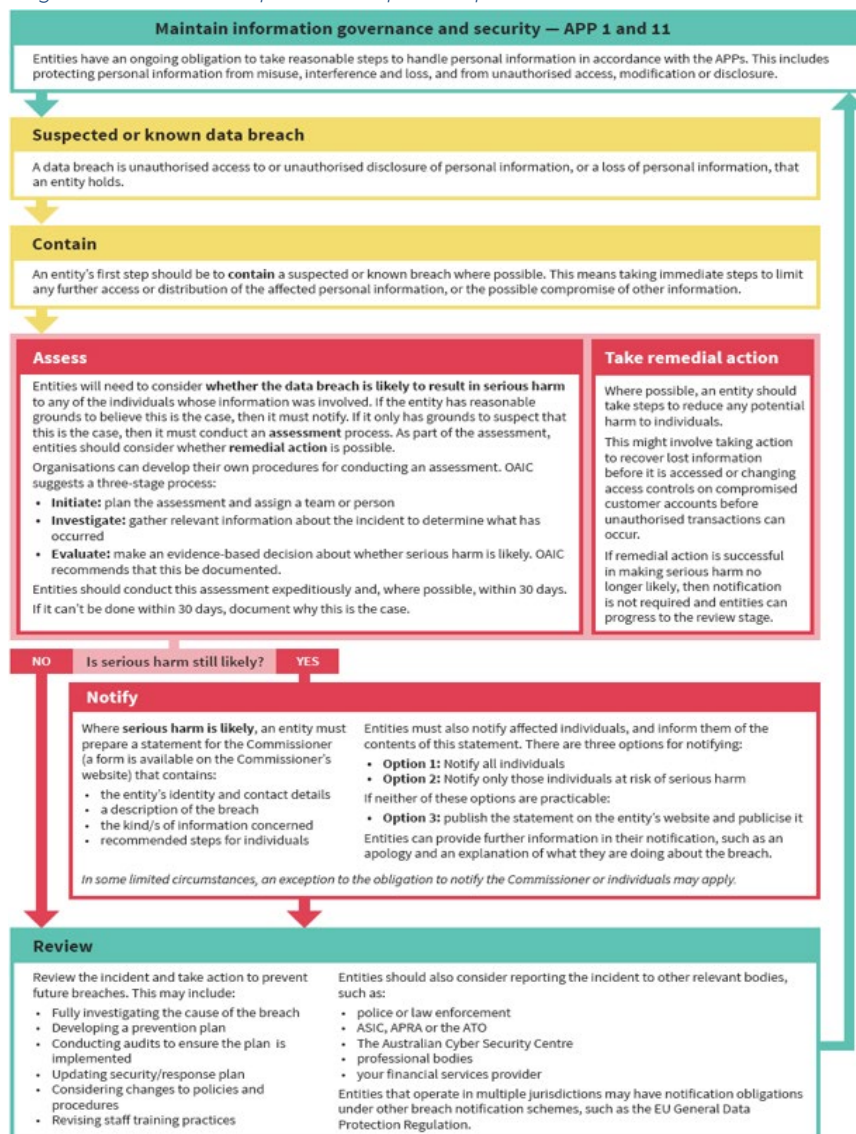 Maintain information governance and security — APP 1 and 11
Entities have an ongoing obligation to take reasonable steps to handle personal information in accordance with the APPs. This includes
protecting personal information from misuse, interference and loss, and from unauthorised access, modification or disclosure.
Suspected or known data breach
A data breach is unauthorised access to or unauthorised disclosure of personal information, or a loss of personal information, that
an entity holds.
Contain
An entity's first step should be to contain a suspected or known breach where possible. This means taking immediate steps to limit
any further access or distribution of the affected personal information, or the possible compromise of other information.
Assess
Entities will need to consider whether the data breach is likely to result in serious harm
to any of the individuals whose information was involved. If the entity has reasonable
grounds to believe this is the case, then it must notify. If it only has grounds to suspect that
this is the case, then it must conduct an assessment process. As part of the assessment,
entities should consider whether remedial action is possible.
Organisations can develop their own procedures for conducting an assessment. OAIC
suggests a three-stage process:
• Initiate: plan the assessment and assign a team or person
• Investigate: gather relevant information about the incident to determine what has
occurred
• Evaluate: make an evidence-based decision about whether serious harm is likely. OAIC
recommends that this be documented.
Entities should conduct this assessment expeditiously and, where possible, within 30 days.
If it can't be done within 30 days, document why this is the case.
Take remedial action
Where possible, an entity should
take steps to reduce any potential
harm to individuals.
This might involve taking action
to recover lost information
before it is accessed or changing
access controls on compromised
customer accounts before
unauthorised transactions can
occur.
If remedial action is successful
in making serious harm no
longer likely, then notification
is not required and entities can
progress to the review stage.
NO Is serious harm still likely? YES
Notify
Where serious harm is likely, an entity must
prepare a statement for the Commissioner
(a form is available on the Commissioner's
website) that contains:
• the entity's identity and contact details
• a description of the breach
• the kind/s of information concerned
• recommended steps for individuals
Entities must also notify affected individuals, and inform them of the
contents of this statement. There are three options for notifying:
• Option 1: Notify all individuals
• Option 2: Notify only those individuals at risk of serious harm
If neither of these options are practicable:
• Option 3: publish the statement on the entity's website and publicise it
Entities can provide further information in their notification, such as an
apology and an explanation of what they are doing about the breach.
In some limited circumstances, an exception to the obligation to notify the Commissioner or individuals may apply.
Review
Review the incident and take action to prevent
future breaches. This may include:
• Fully investigating the cause of the breach
• Developing a prevention plan
• Conducting audits to ensure the plan is
implemented
• Updating security/response plan
• Considering changes to policies and
procedures
• Revising staff training practices
Entities should also consider reporting the incident to other relevant bodies,
such as:
• police or law enforcement
• ASIC, APRA or the ATO
• The Australian Cyber Security Centre
• professional bodies
• your financial services provider
Entities that operate in multiple jurisdictions may have notification obligations
under other breach notification schemes, such as the EU General Data
Protection Regulation.